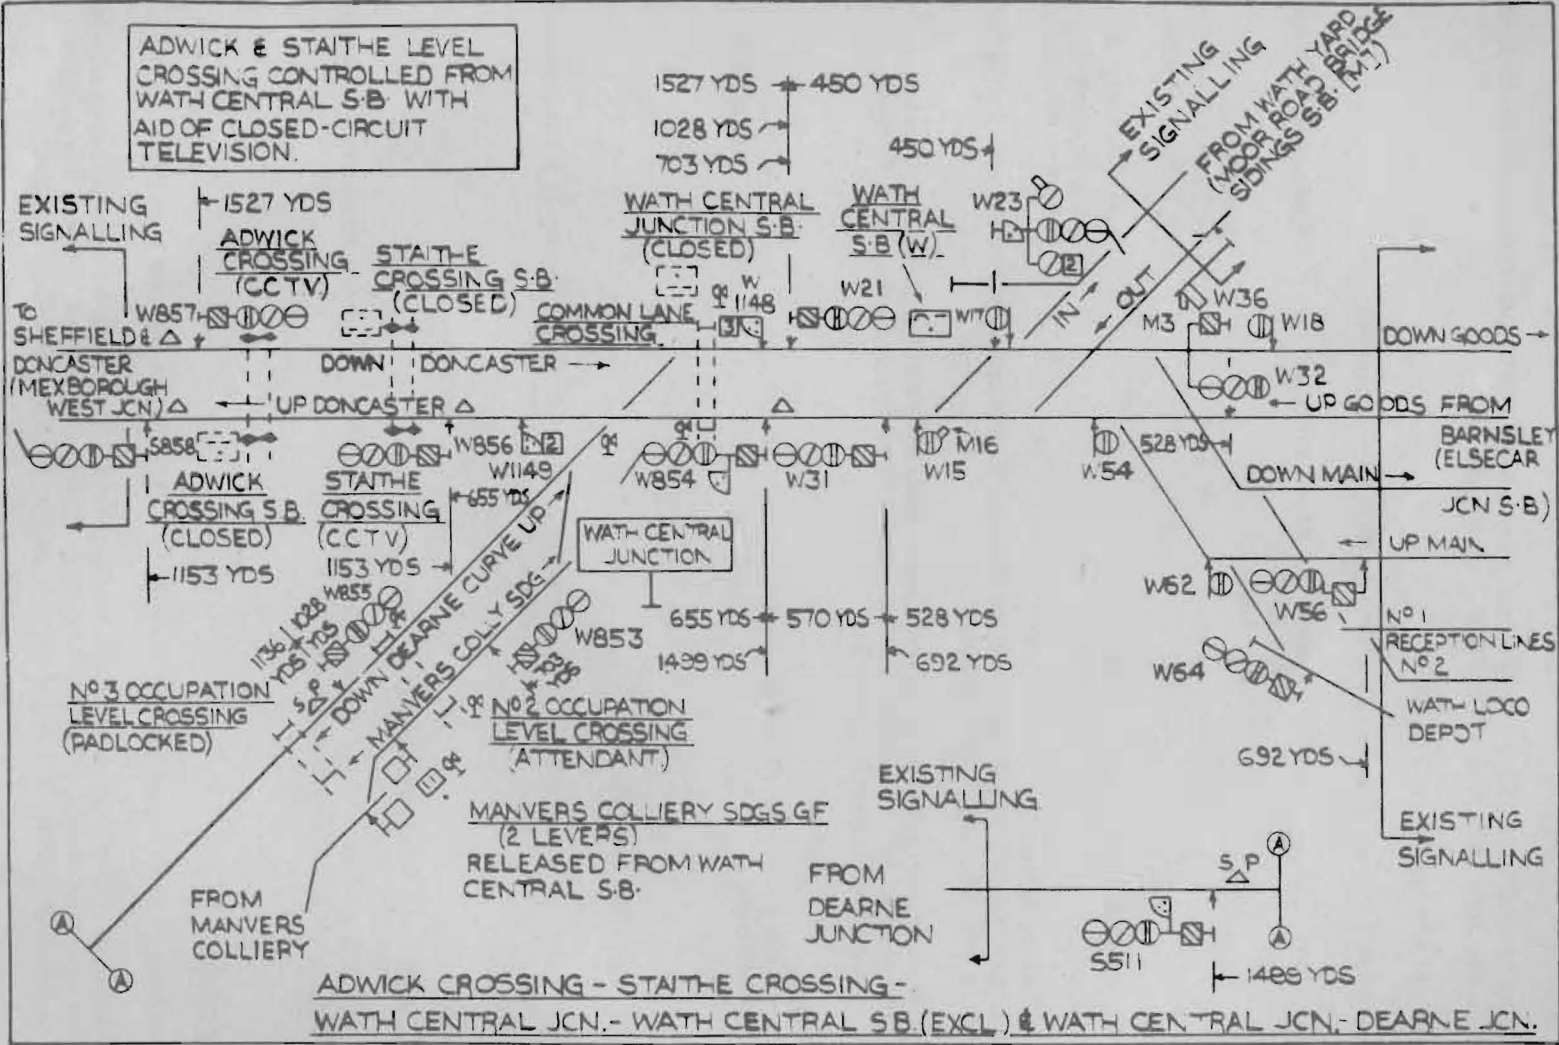 ADWICK & STAITHE LEVEL
CROSSING CONTROLLED FROM
WATH CENTRAL S·B· WITH
AID OF CLOSED-CIRCUIT
TELEVISION.
1527 YDS 450 YDS
1028 YDS
703 YDS
450 YDS
EXISTING
SIGNALLING
FROM WATH YARD
(MOOR ROAD BRIDGE
SIDINGS S.B. [M])
EXISTING
SIGNALLING
1527 YDS
ADWICK
CROSSING
(CCTV)
STAITHE
CROSSING S·B·
(CLOSED)
WATH CENTRAL
JUNCTION S·B·
(CLOSED)
WATH
CENTRAL
S·B (W)
W23
2
W857
COMMON LANE
CROSSING
W
1148
3
W21
W17
IN
OUT
W36
M3
W18
TO
SHEFFIELD &
DONCASTER
(MEXBOROUGH
WEST JCN)
DOWN DONCASTER
DOWN GOODS
UP DONCASTER
W32
UP GOODS FROM
BARNSLEY
(ELSECAR
JCN S·B)
S858
W856
2
W1149
W854
W31
M16
W15
W54
528 YDS
DOWN MAIN
ADWICK
CROSSING S.B.
(CLOSED)
STAITHE
CROSSING
(CCTV)
655 YDS
1153 YDS
1153 YDS
WATH CENTRAL
JUNCTION
UP MAIN
W62
W56
Nº 1
RECEPTION LINES
Nº 2
655 YDS 570 YDS 528 YDS
1499 YDS
692 YDS
W64
WATH LOCO
DEPOT
692 YDS
1136 1028
YDS YDS
W855
DOWN DEARNE CURVE UP
MANVERS COLLY SDG
W853
703
YDS
SP
Nº 3 OCCUPATION
LEVEL CROSSING
(PADLOCKED)
Nº 2 OCCUPATION
LEVEL CROSSING
(ATTENDANT)
MANVERS COLLIERY SDGS GF
(2 LEVERS)
RELEASED FROM WATH
CENTRAL S·B·
EXISTING
SIGNALLING
EXISTING
SIGNALLING
FROM
MANVERS
COLLIERY
FROM
DEARNE
JUNCTION
S P
A
A
A
A
S511
1486 YDS
ADWICK CROSSING - STAITHE CROSSING -
WATH CENTRAL JCN. - WATH CENTRAL S B (EXCL) & WATH CENTRAL JCN. - DEARNE JCN.